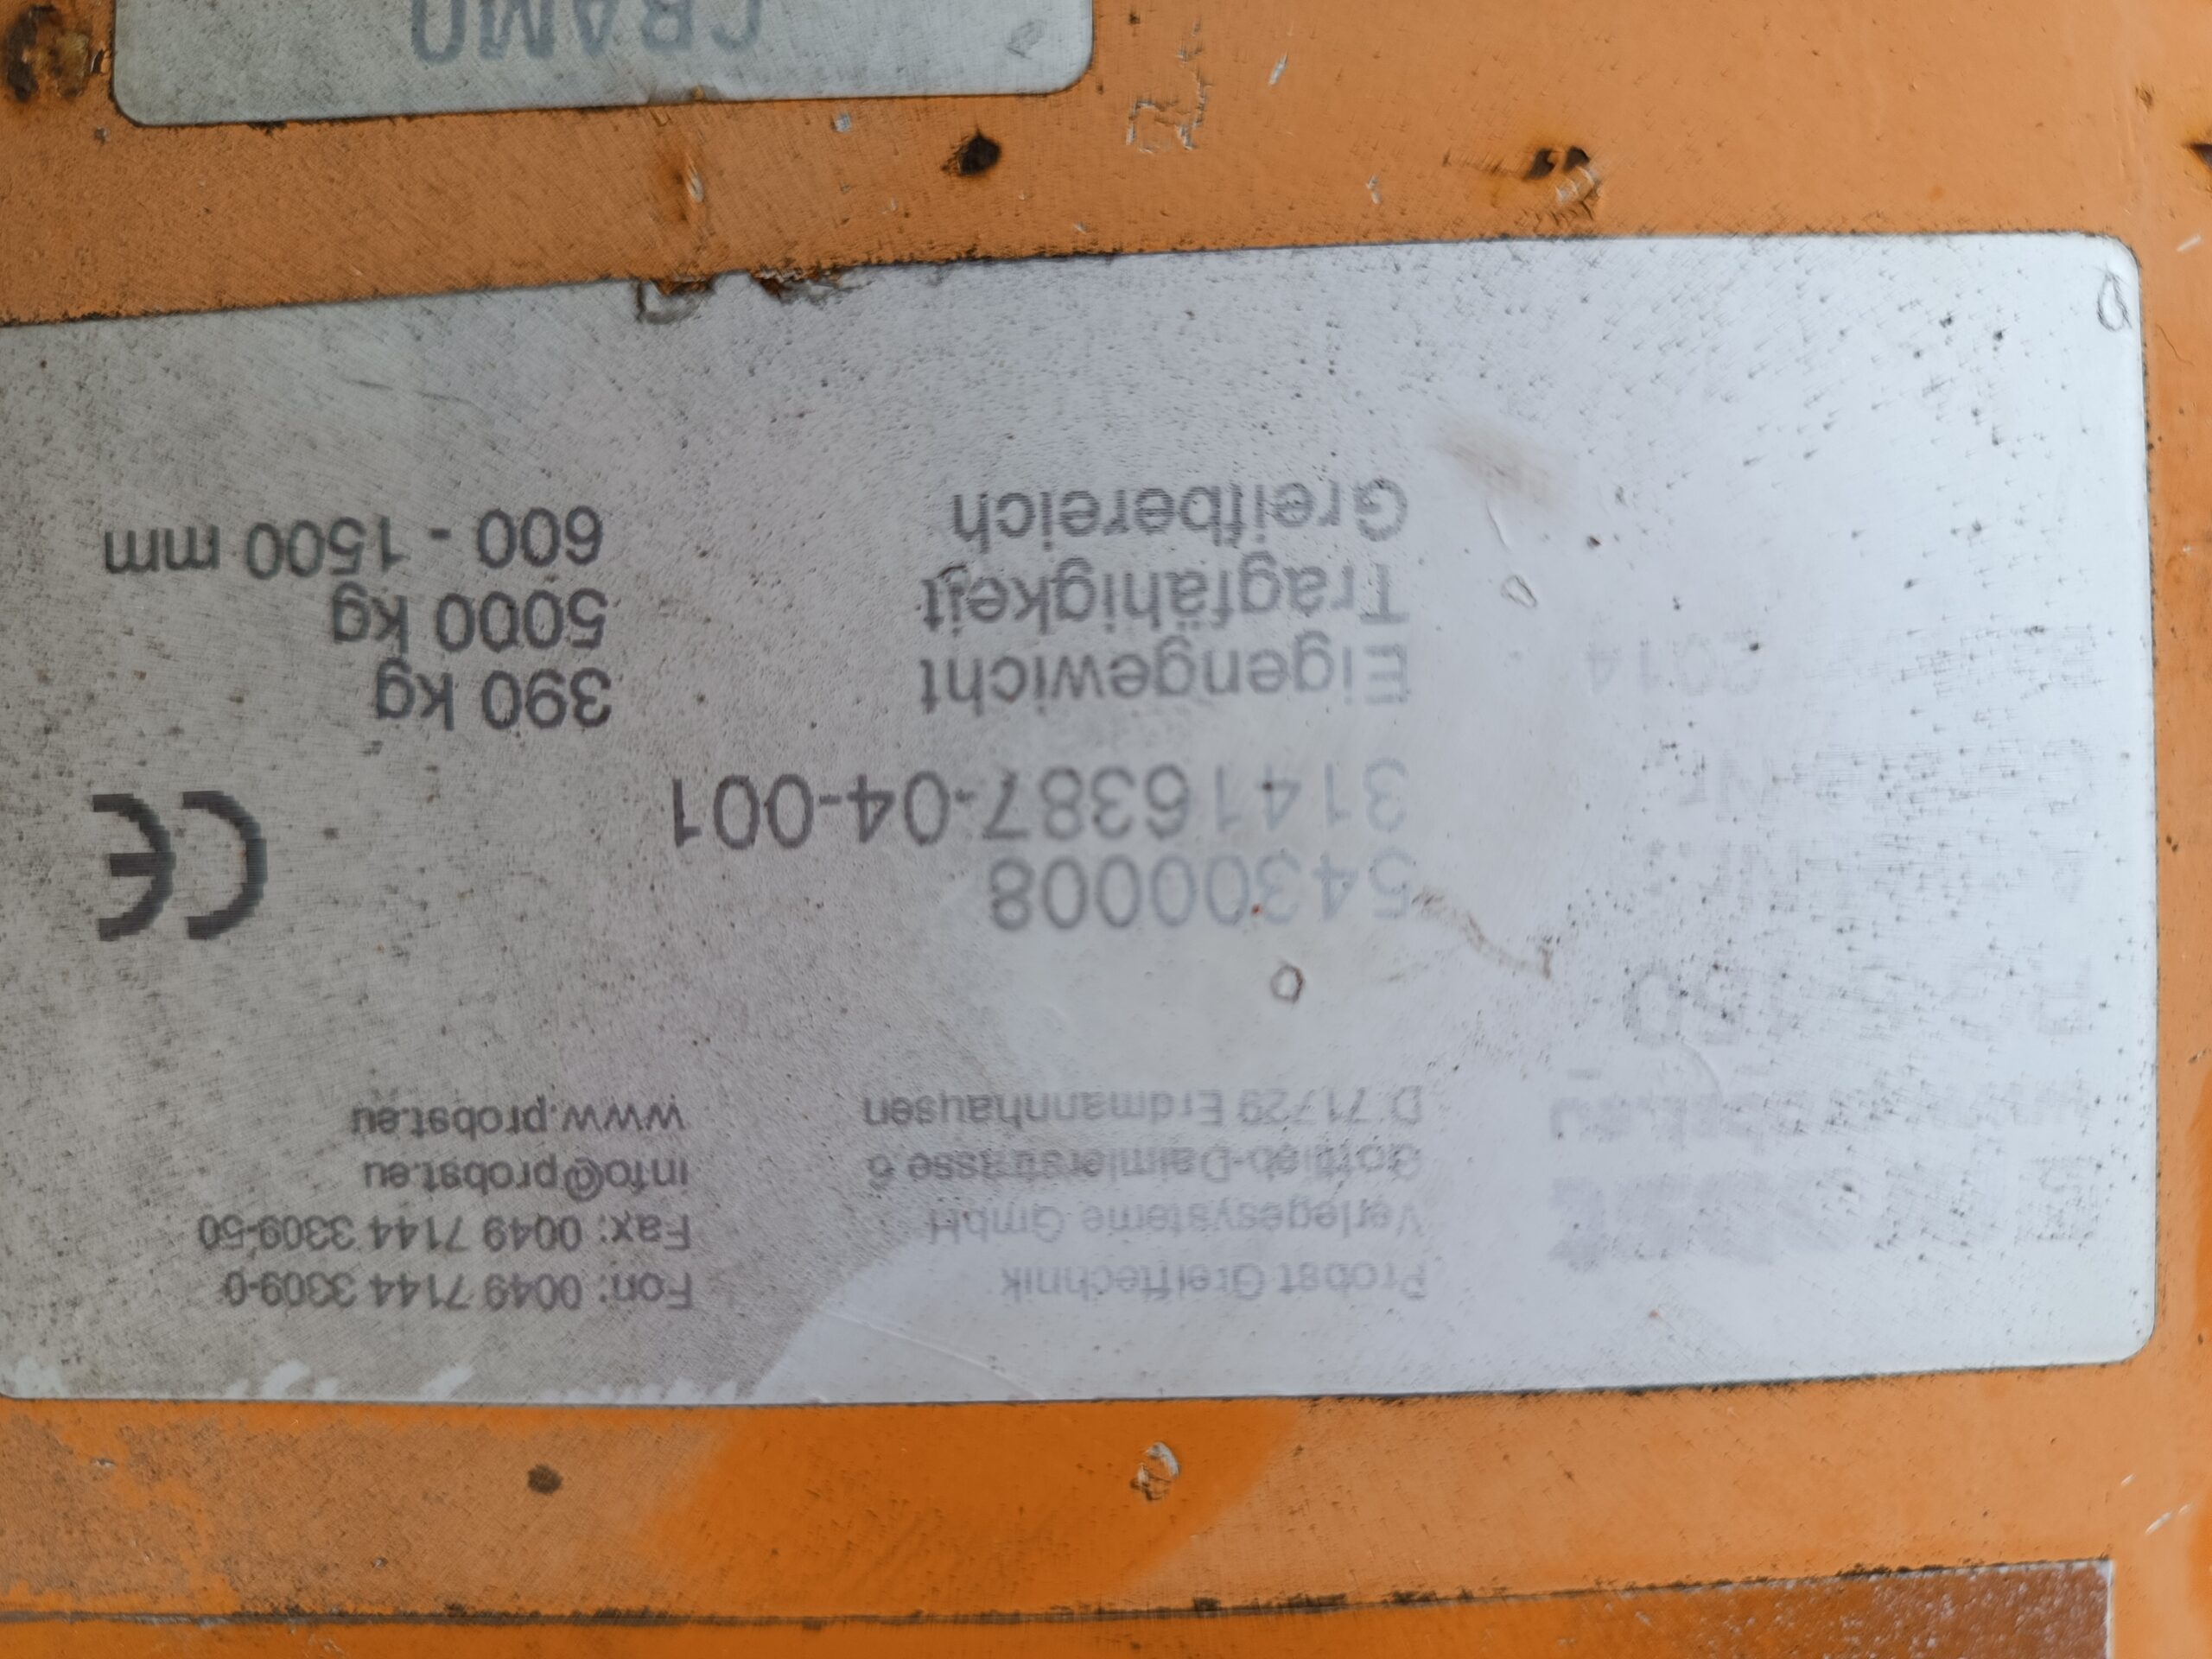 Probst Greiftechnik
Verlegesysteme GmbH
Gottlieb-Daimlerstrasse 6
D 71729 Erdmannhausen
Fon: 0049 7144 3309-0
Fax: 0049 7144 3309-50
info@probst.eu
www.probst.eu
54300008
31416387-04-001
CE
Eigengewicht 390 kg
2014 Tragfähigkeit 5000 kg
Greifbereich 600 - 1500 mm
CRAMO